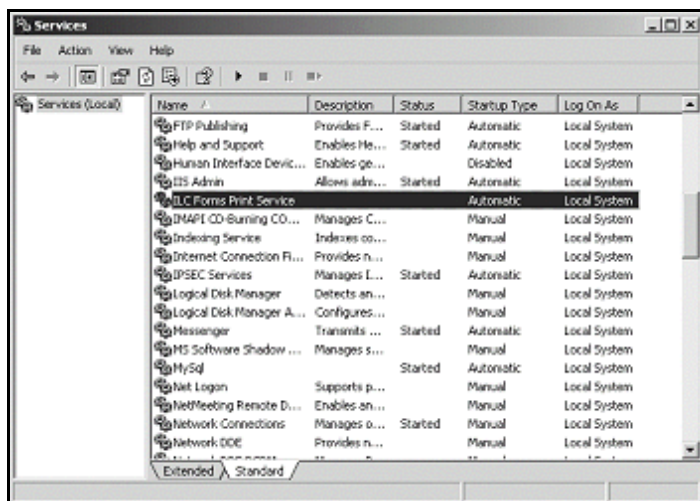 Services
File Action View Help
Services (Local)
Name Description Status Startup Type Log On As
FTP Publishing Provides F... Started Automatic Local System
Help and Support Enables He... Started Automatic Local System
Human Interface Devic... Enables ge... Disabled Local System
IIS Admin Allows adm... Started Automatic Local System
ILC Forms Print Service Automatic Local System
IMAPI CD-Burning CO... Manages C... Manual Local System
Indexing Service Indexes co... Manual Local System
Internet Connection Fi... Provides n... Manual Local System
IPSEC Services Manages I... Started Automatic Local System
Logical Disk Manager Detects an... Manual Local System
Logical Disk Manager A... Configures... Manual Local System
Messenger Transmits ... Started Automatic Local System
MS Software Shadow ... Manages s... Manual Local System
MySql Started Automatic Local System
Net Logon Supports p... Manual Local System
NetMeeting Remote D... Enables an... Manual Local System
Network Connections Manages o... Started Manual Local System
Network DDE Provides n... Manual Local System
Extended Standard